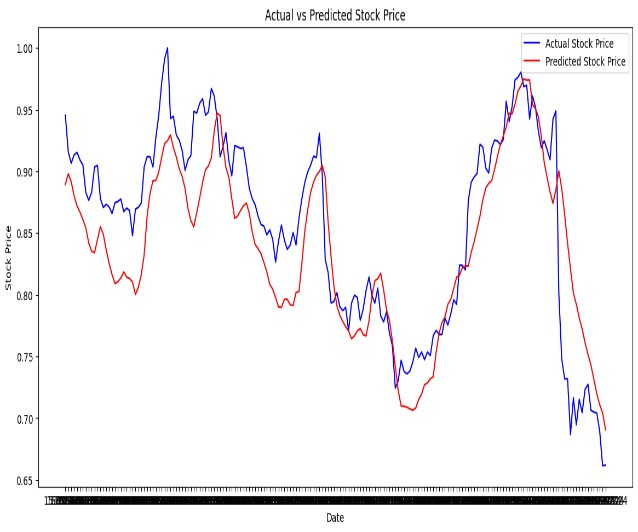 Actual vs Predicted Stock Price
Actual Stock Price
Predicted Stock Price
Stock Price
1.00
0.95
0.90
0.85
0.80
0.75
0.70
0.65
Date